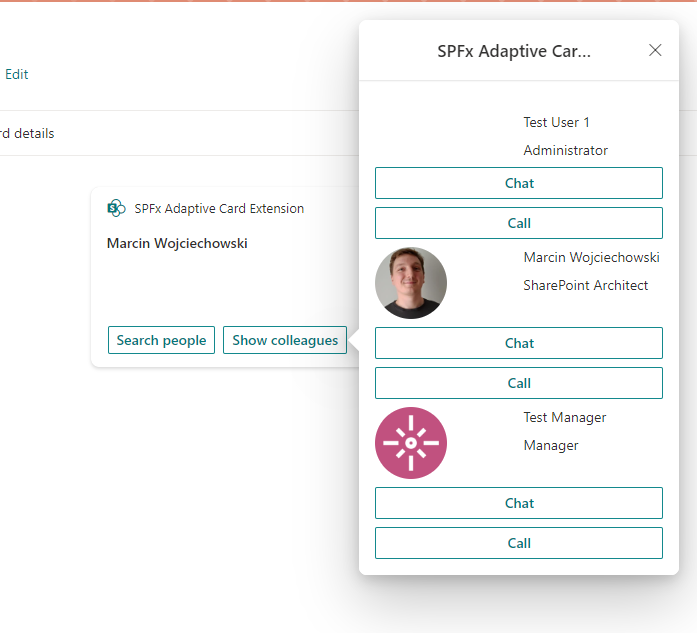 SPFx Adaptive Car...
Edit
rd details
SPFx Adaptive Card Extension
Marcin Wojciechowski
Search people
Show colleagues
Test User 1
Administrator
Chat
Call
Marcin Wojciechowski
SharePoint Architect
Chat
Call
Test Manager
Manager
Chat
Call